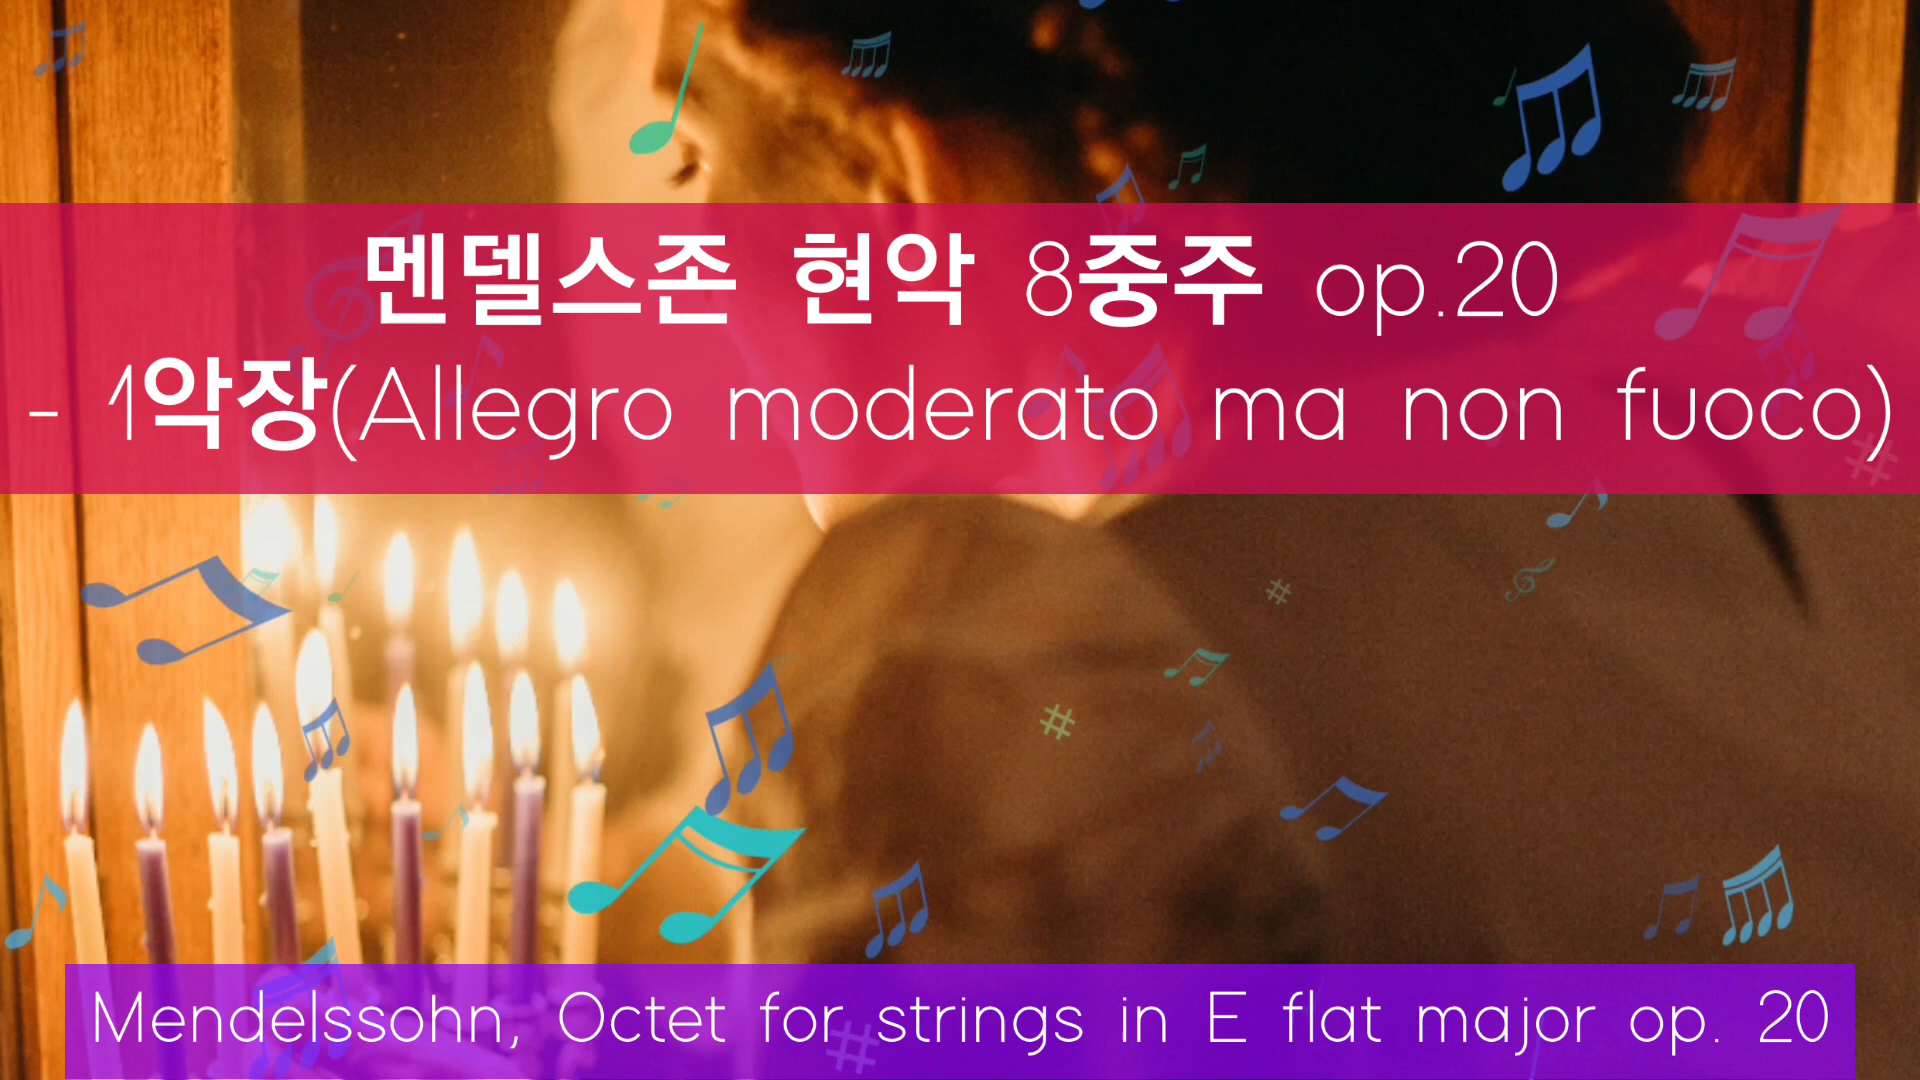 멘델스존 현악 8중주 op.20
- 1악장(Allegro moderato ma non fuoco)
Mendelssohn, Octet for strings in E flat major op. 20